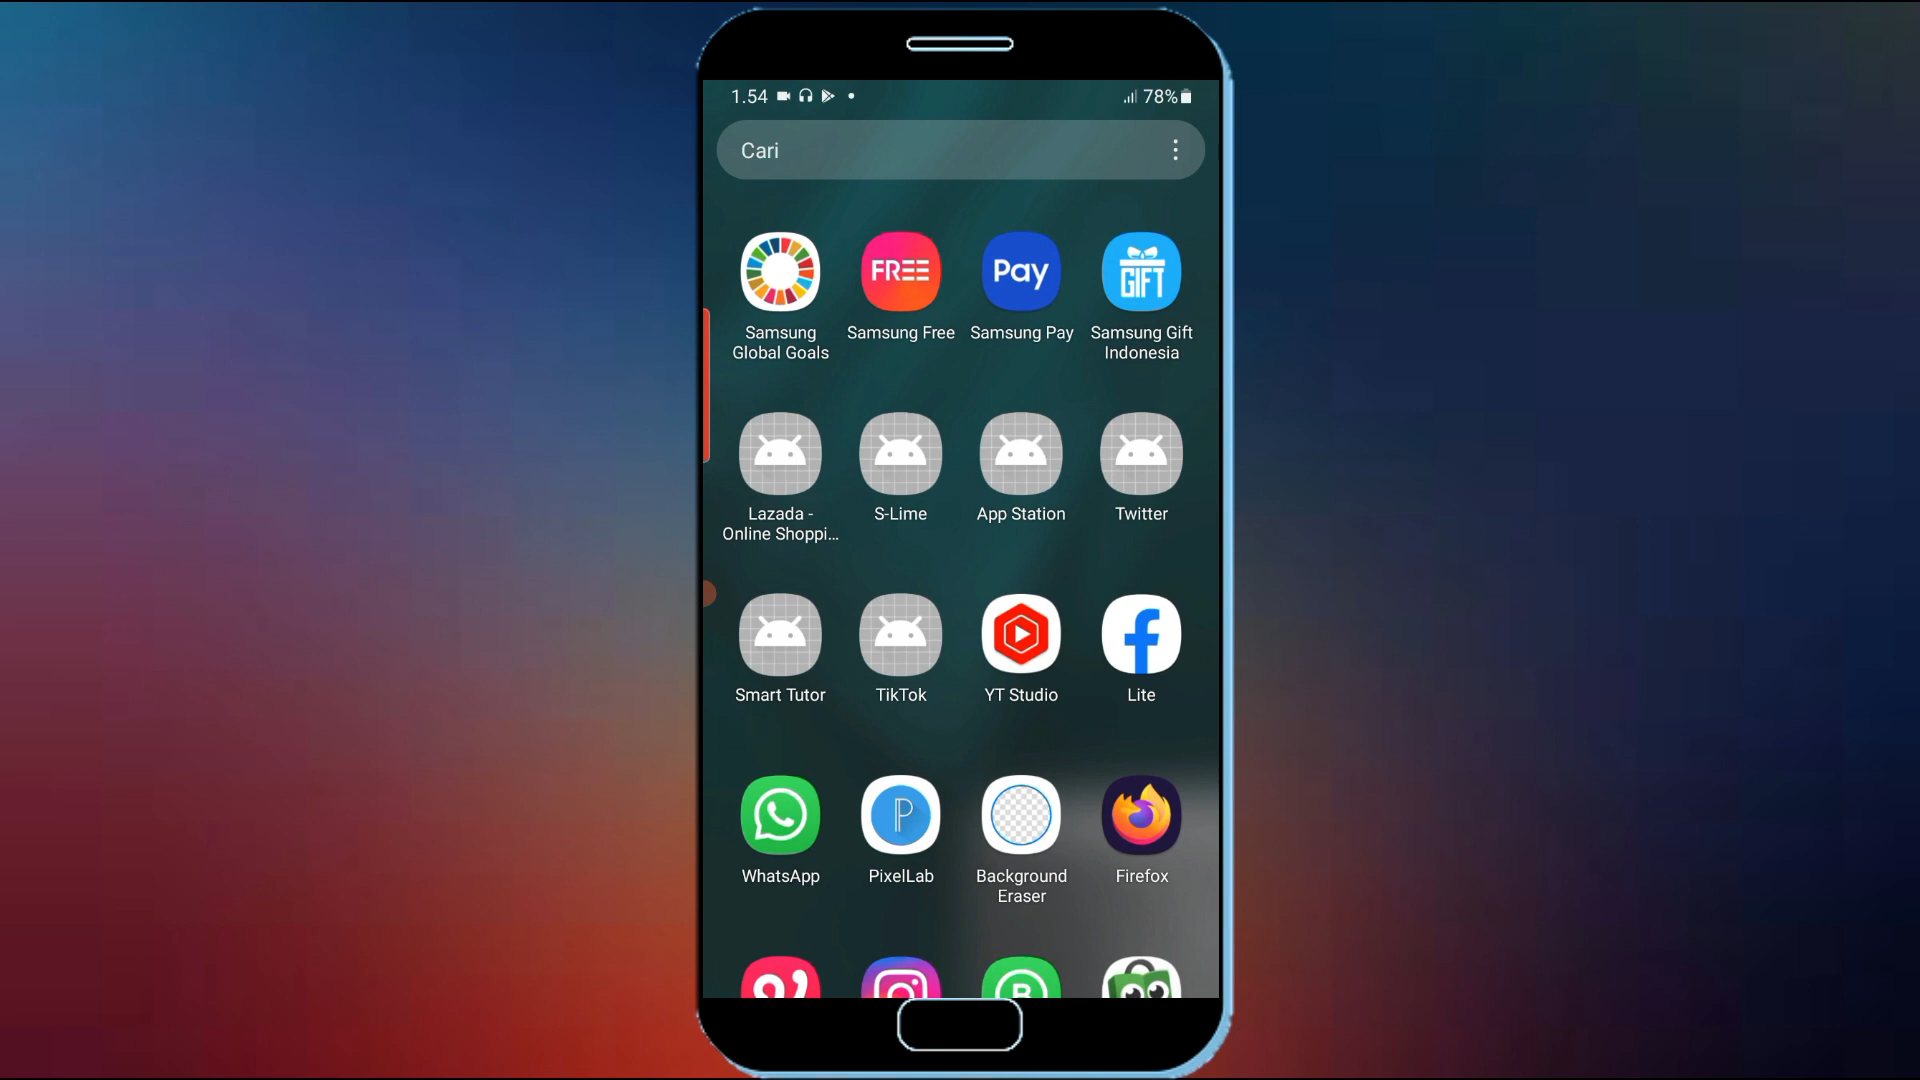 1.54
78%
Cari
FREE
Pay
GIFT
Samsung
Global Goals
Samsung Free
Samsung Pay
Samsung Gift
Indonesia
Lazada -
Online Shoppi...
S-Lime
App Station
Twitter
Smart Tutor
TikTok
YT Studio
Lite
P
WhatsApp
PixelLab
Background
Eraser
Firefox
B